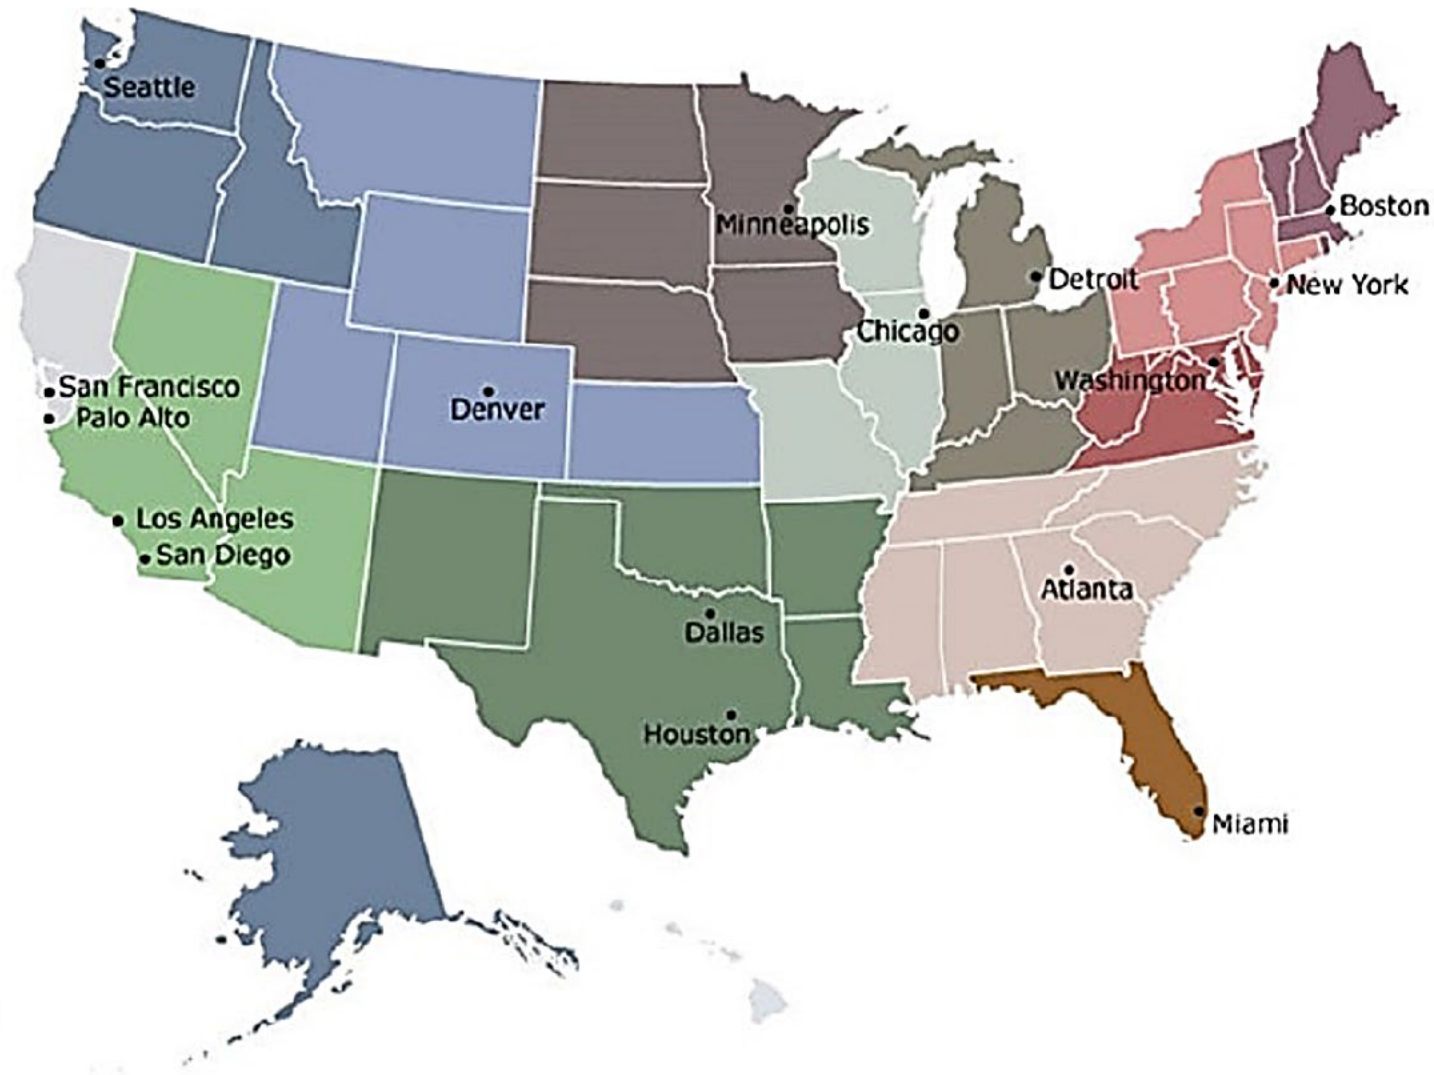 Seattle
Boston
Minneapolis
Detroit
New York
Chicago
Washington
San Francisco
Palo Alto
Denver
Los Angeles
San Diego
Atlanta
Dallas
Houston
Miami